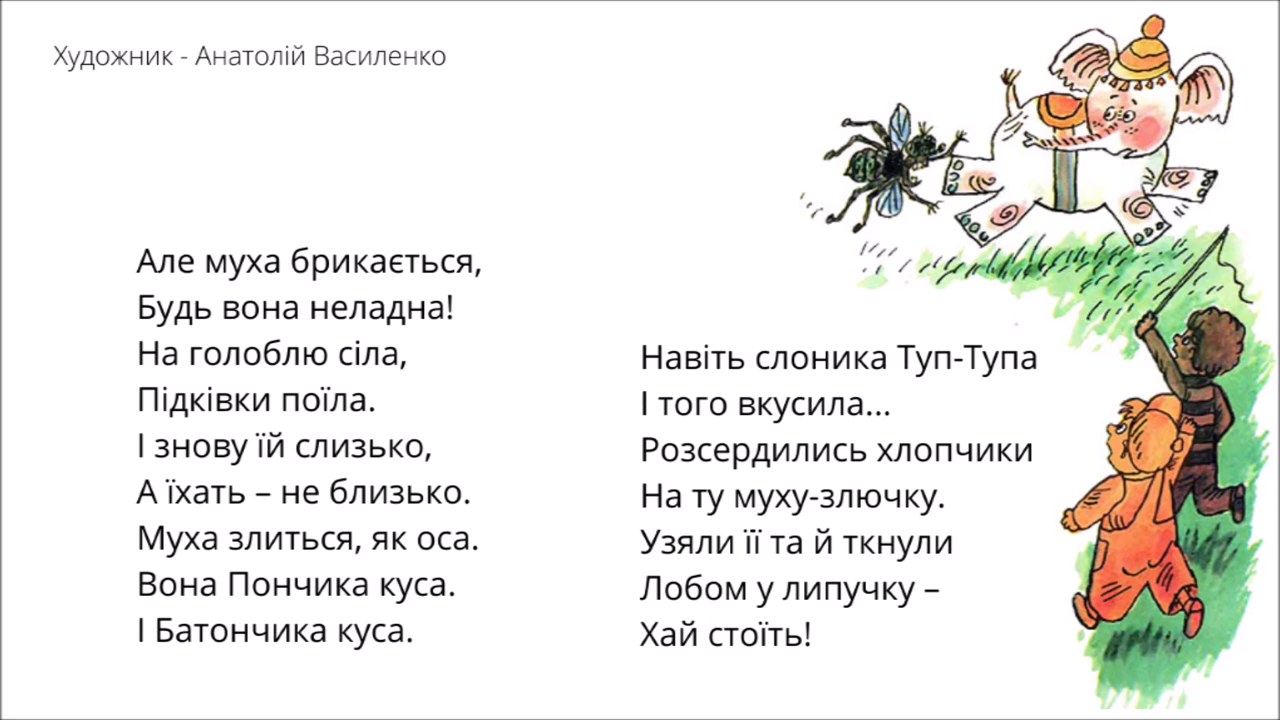 Художник - Анатолій Василенко
Але муха брикається,
Будь вона неладна!
На голоблю сіла,
Підківки поїла.
І знову їй слизько,
А їхать – не близько.
Муха злиться, як оса.
Вона Пончика куса.
І Батончика куса.
Навіть слоника Туп-Тупа
І того вкусила...
Розсердились хлопчики
На ту муху-злючку.
Узяли її та й ткнули
Лобом у липучку –
Хай стоїть!